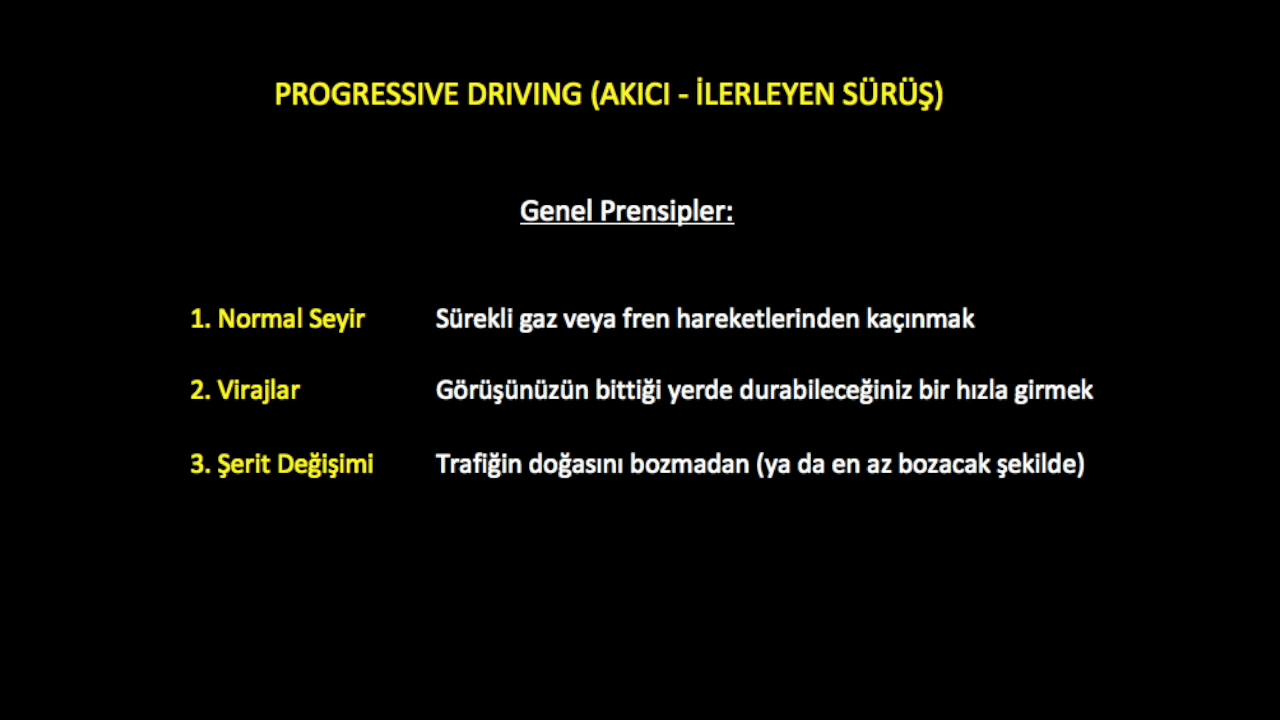 PROGRESSIVE DRIVING (AKICI - İLERLEYEN SÜRÜŞ)
Genel Prensipler:
1. Normal Seyir Sürekli gaz veya fren hareketlerinden kaçınmak
2. Virajlar Görüşünüzün bittiği yerde durabileceğiniz bir hızla girmek
3. Şerit Değişimi Trafiğin doğasını bozmadan (ya da en az bozacak şekilde)